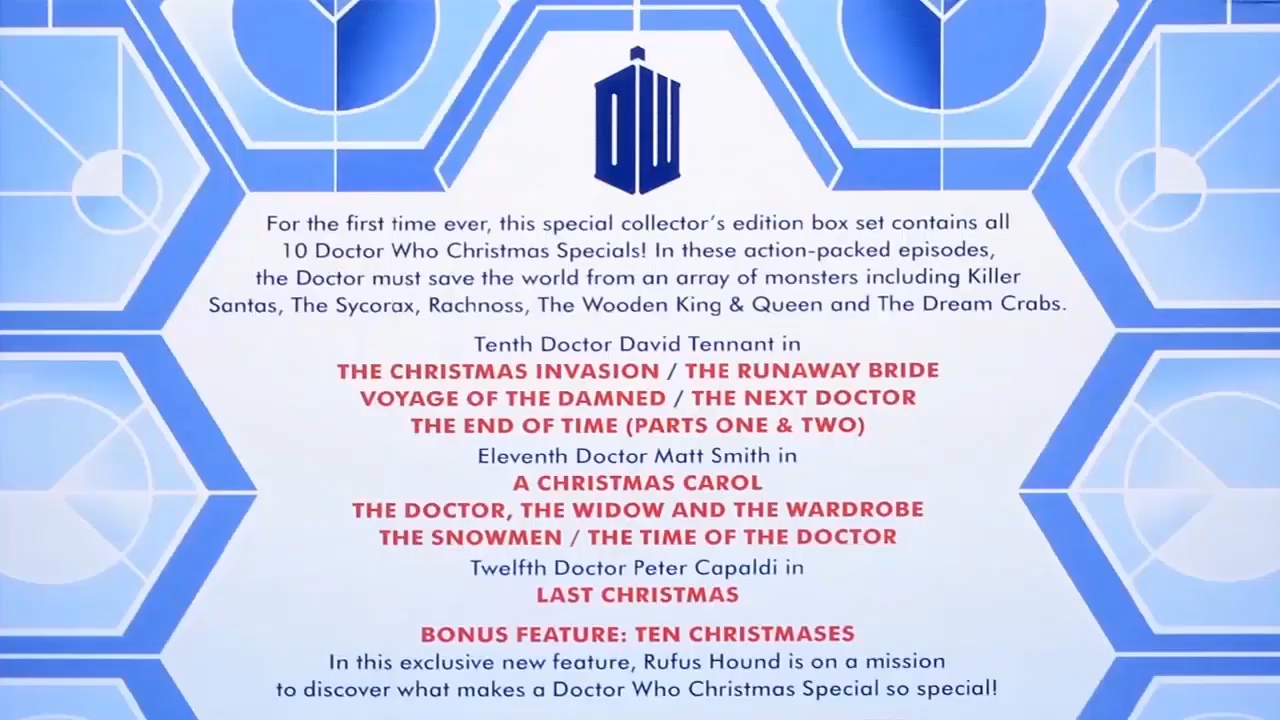 DW
For the first time ever, this special collector's edition box set contains all
10 Doctor Who Christmas Specials! In these action-packed episodes,
the Doctor must save the world from an array of monsters including Killer
Santas, The Sycorax, Rachnoss, The Wooden King & Queen and The Dream Crabs.
Tenth Doctor David Tennant in
THE CHRISTMAS INVASION / THE RUNAWAY BRIDE
VOYAGE OF THE DAMNED / THE NEXT DOCTOR
THE END OF TIME (PARTS ONE & TWO)
Eleventh Doctor Matt Smith in
A CHRISTMAS CAROL
THE DOCTOR, THE WIDOW AND THE WARDROBE
THE SNOWMEN / THE TIME OF THE DOCTOR
Twelfth Doctor Peter Capaldi in
LAST CHRISTMAS
BONUS FEATURE: TEN CHRISTMASES
In this exclusive new feature, Rufus Hound is on a mission
to discover what makes a Doctor Who Christmas Special so special!